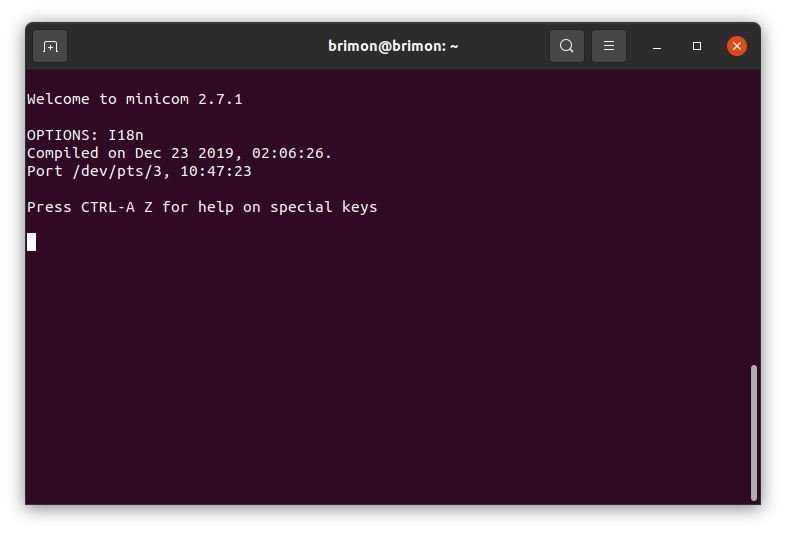 brimon@brimon: ~
Welcome to minicom 2.7.1
OPTIONS: I18n
Compiled on Dec 23 2019, 02:06:26.
Port /dev/pts/3, 10:47:23
Press CTRL-A Z for help on special keys